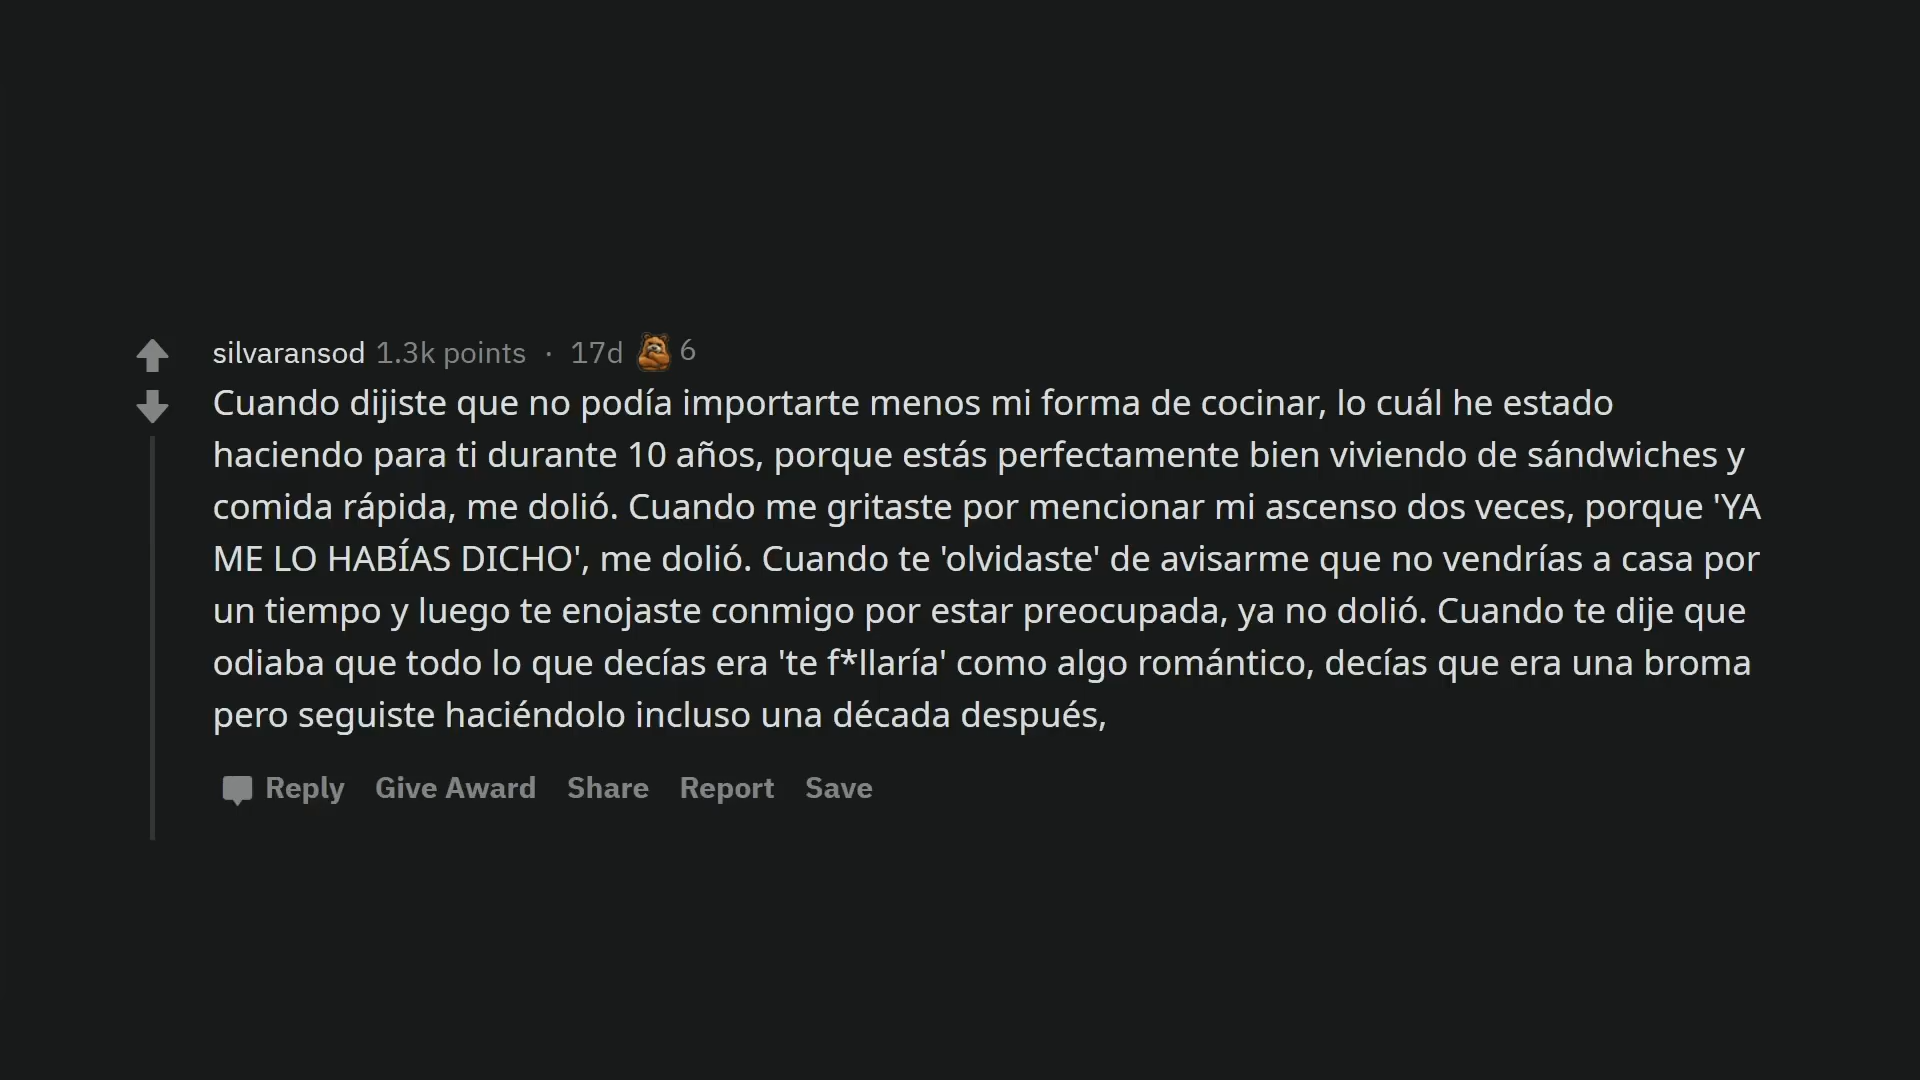 silvaransod 1.3k points · 17d 6
Cuando dijiste que no podía importarte menos mi forma de cocinar, lo cuál he estado
haciendo para ti durante 10 años, porque estás perfectamente bien viviendo de sándwiches y
comida rápida, me dolió. Cuando me gritaste por mencionar mi ascenso dos veces, porque 'YA
ME LO HABÍAS DICHO', me dolió. Cuando te 'olvidaste' de avisarme que no vendrías a casa por
un tiempo y luego te enojaste conmigo por estar preocupada, ya no dolió. Cuando te dije que
odiaba que todo lo que decías era 'te f*llaría' como algo romántico, decías que era una broma
pero seguiste haciéndolo incluso una década después,
Reply Give Award Share Report Save